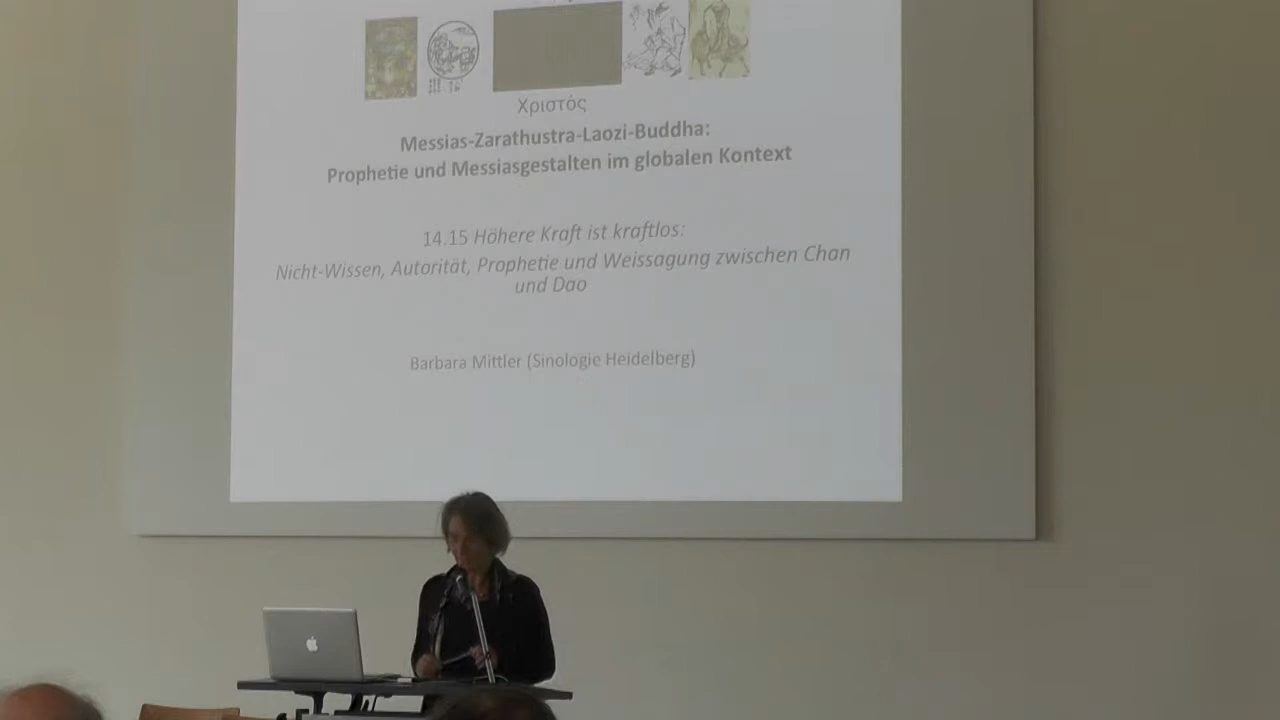 Χριστός
Messias-Zarathustra-Laozi-Buddha:
Prophetie und Messiasgestalten im globalen Kontext
14.15 Höhere Kraft ist kraftlos:
Nicht-Wissen, Autorität, Prophetie und Weissagung zwischen Chan
und Dao
Barbara Mittler (Sinologie Heidelberg)